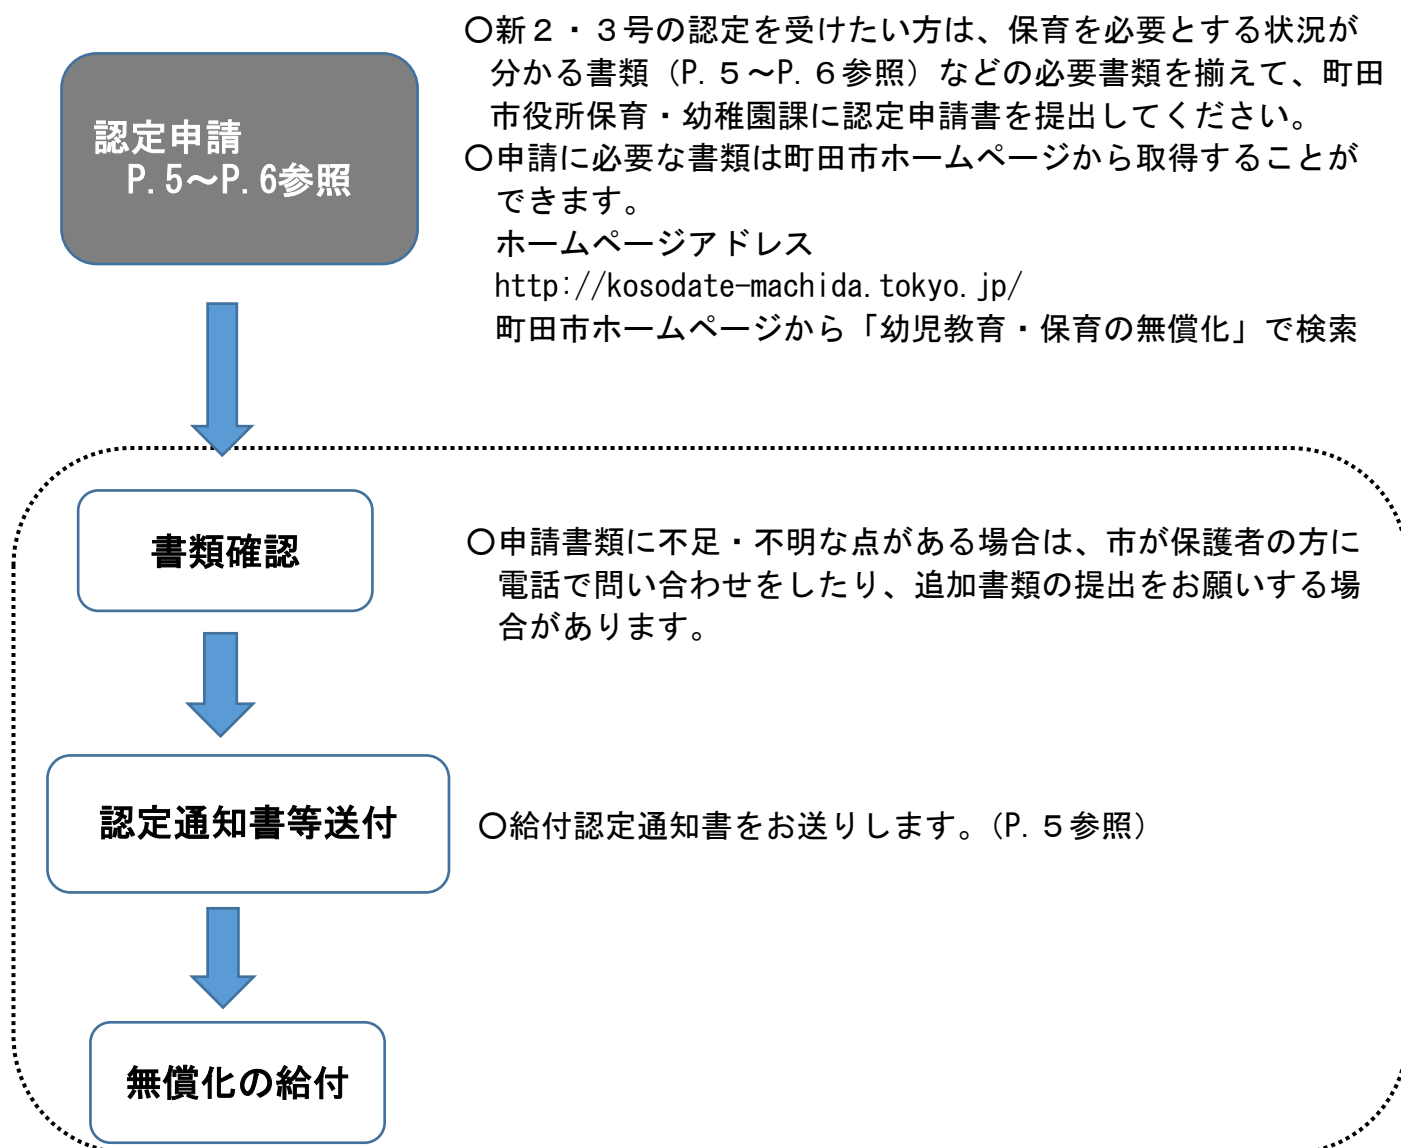 〇新２・３号の認定を受けたい方は、保育を必要とする状況が
分かる書類（P.５～P.６参照）などの必要書類を揃えて、町田
市役所保育・幼稚園課に認定申請書を提出してください。
認定申請
P.5～P.6参照
〇申請に必要な書類は町田市ホームページから取得することが
できます。
ホームページアドレス
http://kosodate-machida.tokyo.jp/
町田市ホームページから「幼児教育・保育の無償化」で検索
書類確認
〇申請書類に不足・不明な点がある場合は、市が保護者の方に
電話で問い合わせをしたり、追加書類の提出をお願いする場
合があります。
認定通知書等送付
〇給付認定通知書をお送りします。(P.５参照）
無償化の給付